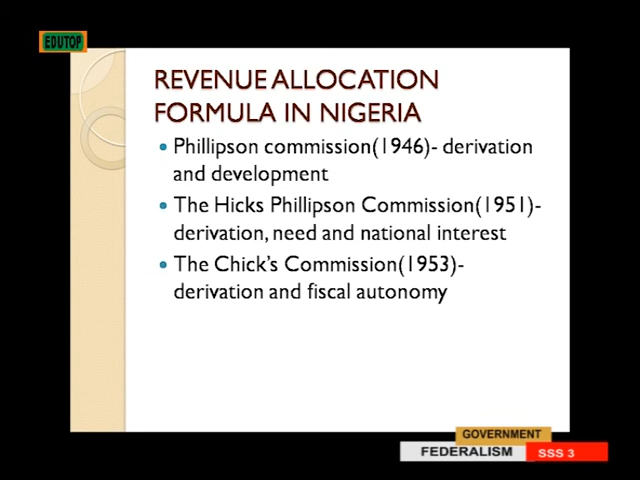 EDUTOP
REVENUE ALLOCATION
FORMULA IN NIGERIA
Phillipson commission(1946)- derivation
and development
The Hicks Phillipson Commission(1951)-
derivation, need and national interest
The Chick's Commission(1953)-
derivation and fiscal autonomy
GOVERNMENT
FEDERALISM SSS 3